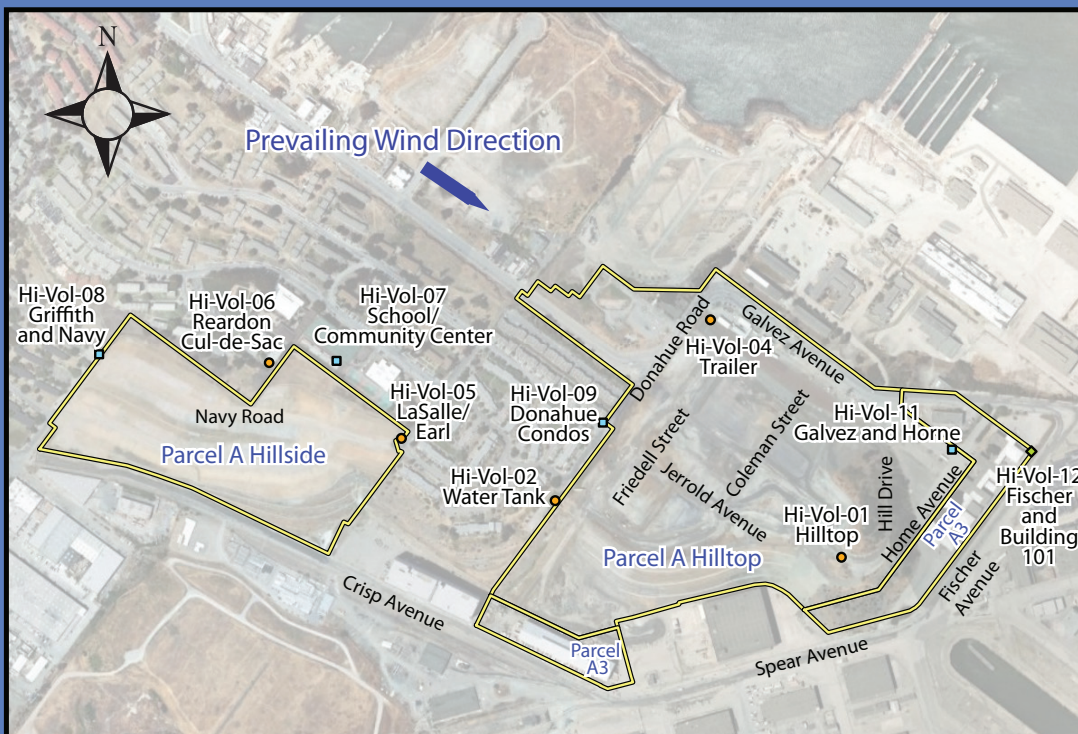 N
Prevailing Wind Direction
Hi-Vol-08
Griffith
and Navy
Hi-Vol-06
Reardon
Cul-de-Sac
Hi-Vol-07
School/
Community Center
Hi-Vol-05
LaSalle/
Earl
Navy Road
Parcel A Hillside
Hi-Vol-09
Donahue
Condos
Hi-Vol-02
Water Tank
Donahue Road
Hi-Vol-04
Trailer
Galvez Avenue
Friedell Street
Coleman Street
Jerrold Avenue
Hi-Vol-11
Galvez and Horne
Hill Drive
Home Avenue
Hi-Vol-01
Hilltop
Parcel A Hilltop
Parcel
A3
Hi-Vol-12
Fischer
and
Building
101
Fischer
Avenue
Crisp Avenue
Parcel
A3
Spear Avenue